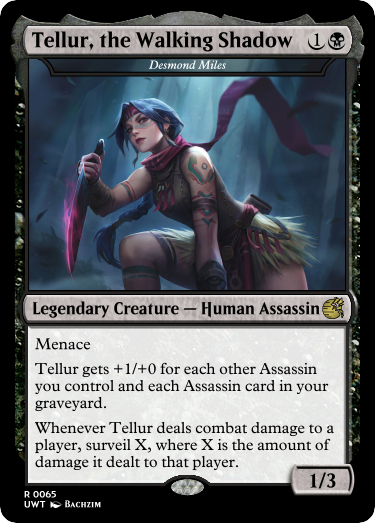 Tellur, the Walking Shadow 1
Desmond Miles
Legendary Creature — Human Assassin
Menace
Tellur gets +1/+0 for each other Assassin
you control and each Assassin card in your
graveyard.
Whenever Tellur deals combat damage to a
player, surveil X, where X is the amount of
damage it dealt to that player.
1/3
R 0065
UWT Bachzim